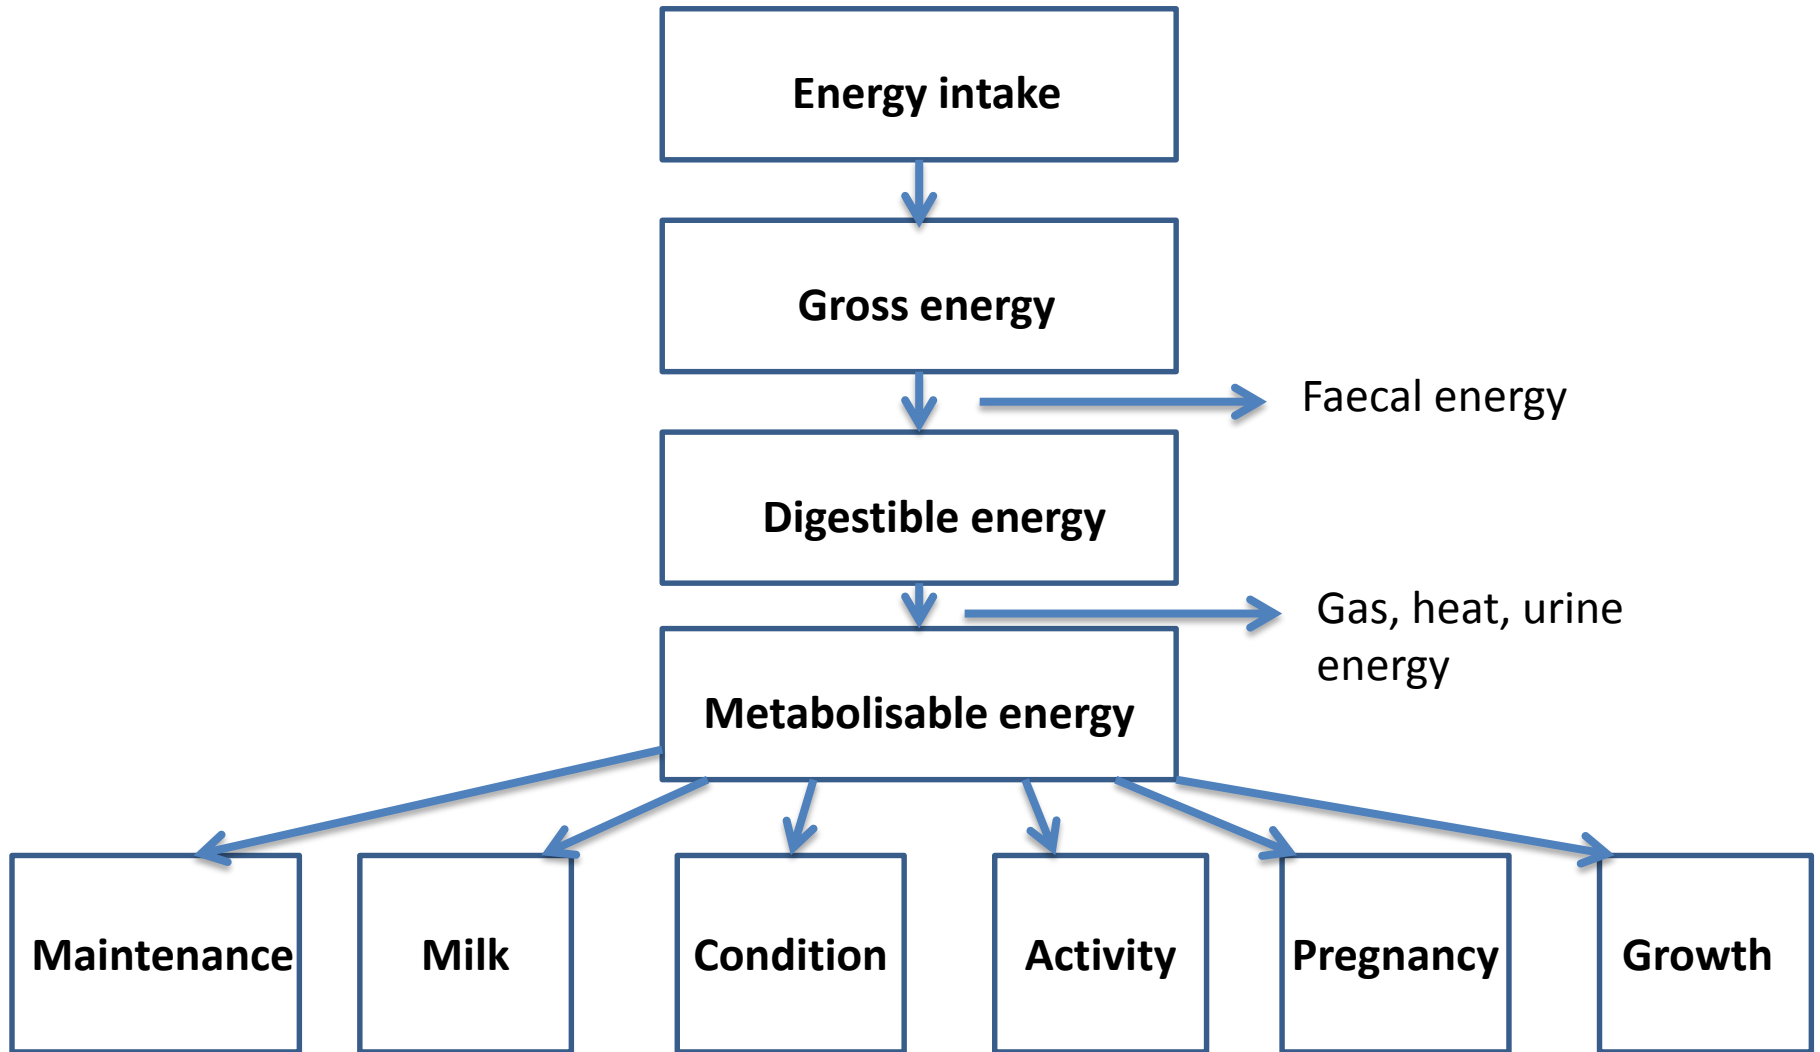 Energy intake
Gross energy
Faecal energy
Digestible energy
Gas, heat, urine
energy
Metabolisable energy
Maintenance
Milk
Condition
Activity
Pregnancy
Growth